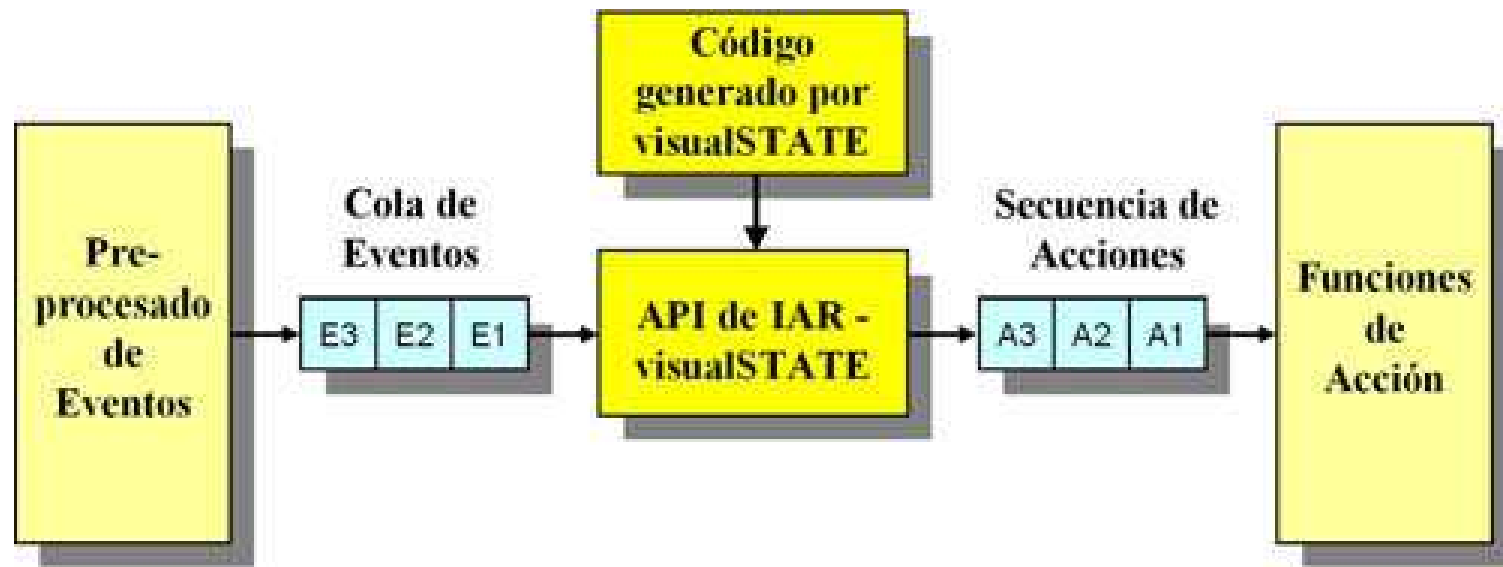 Código
generado por
visualSTATE
Pre-
procesado
de
Eventos
Cola de
Eventos
E3 E2 E1
API de IAR -
visualSTATE
Secuencia de
Acciones
A3 A2 A1
Funciones
de
Acción